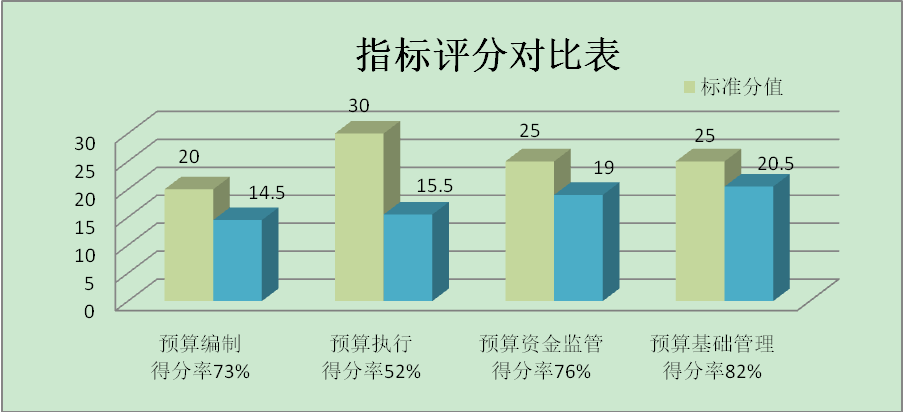 指标评分对比表
标准分值
30
25
20
15
10
5
0
20
14.5
30
15.5
25
19
25
20.5
预算编制
得分率73%
预算执行
得分率52%
预算资金监管
得分率76%
预算基础管理
得分率82%